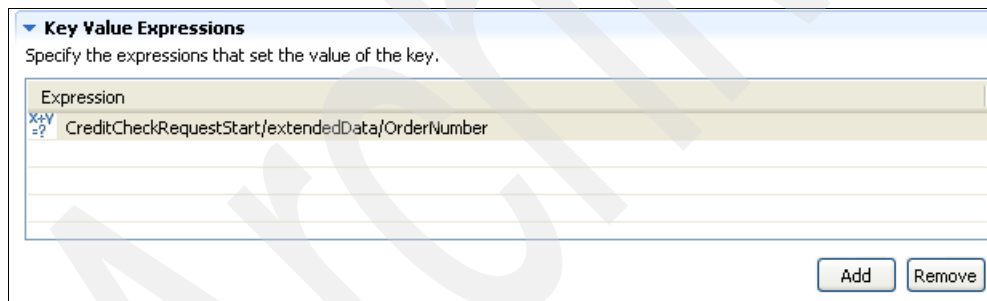 Key Value Expressions
Specify the expressions that set the value of the key.
Expression
X+Y
=?
CreditCheckRequestStart/extendedData/OrderNumber
Add Remove